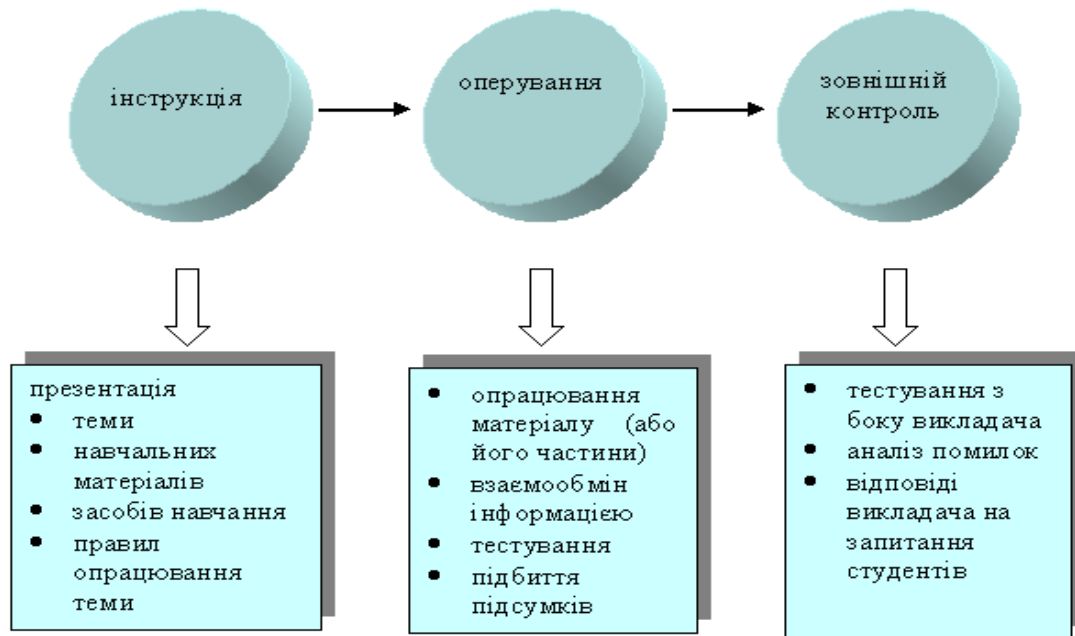 інструкція
оперування
зовнішній
контроль
презентація
• теми
• навчальних
матеріалів
• засобів навчання
• правил
опрацювання
теми
• опрацювання
матеріалу (або
його частини)
• взаємообмін
інформацією
• тестування
• підбиття
підсумків
• тестування з
боку викладача
• аналіз помилок
• відповіді
викладача на
запитання
студентів